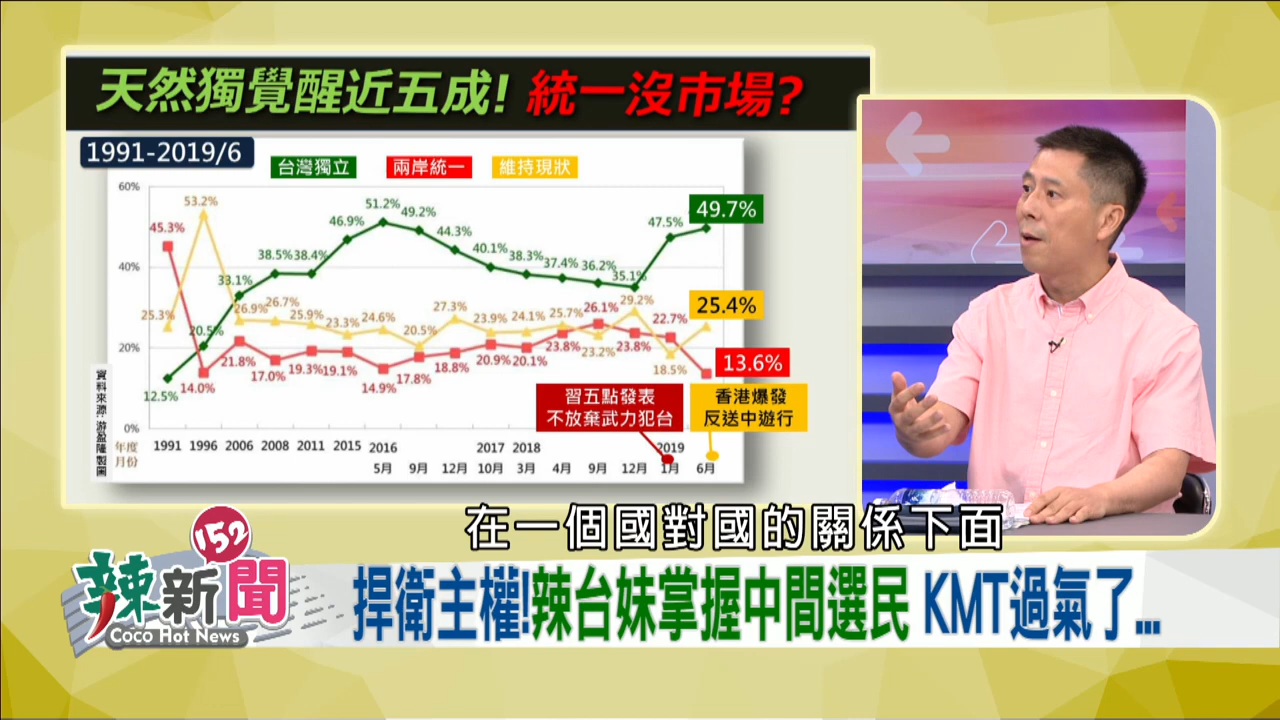 天然獨覺醒近五成! 統一沒市場?
1991-2019/6
台灣獨立 兩岸統一 維持現狀
60%
40%
20%
0%
45.3% 53.2% 33.1% 38.5% 38.4% 46.9% 51.2% 49.2% 44.3% 40.1% 38.3% 37.4% 36.2% 35.1% 47.5% 49.7%
25.3% 20.5% 26.9% 26.7% 25.9% 23.3% 24.6% 20.5% 27.3% 23.9% 24.1% 25.7% 26.1% 29.2% 22.7% 25.4%
12.5% 14.0% 21.8% 17.0% 19.3% 19.1% 14.9% 17.8% 18.8% 20.9% 20.1% 23.8% 23.2% 23.8% 18.5% 13.6%
習五點發表
不放棄武力犯台
香港爆發
反送中遊行
資料來源: 游盈隆製圖
年度 1991 1996 2006 2008 2011 2015 2016 2017 2018 2019
月份 5月 9月 12月 10月 3月 4月 9月 12月 1月 6月
在一個國對國的關係下面
152
辣新聞
Coco Hot News
捍衛主權!辣台妹掌握中間選民 KMT過氣了...